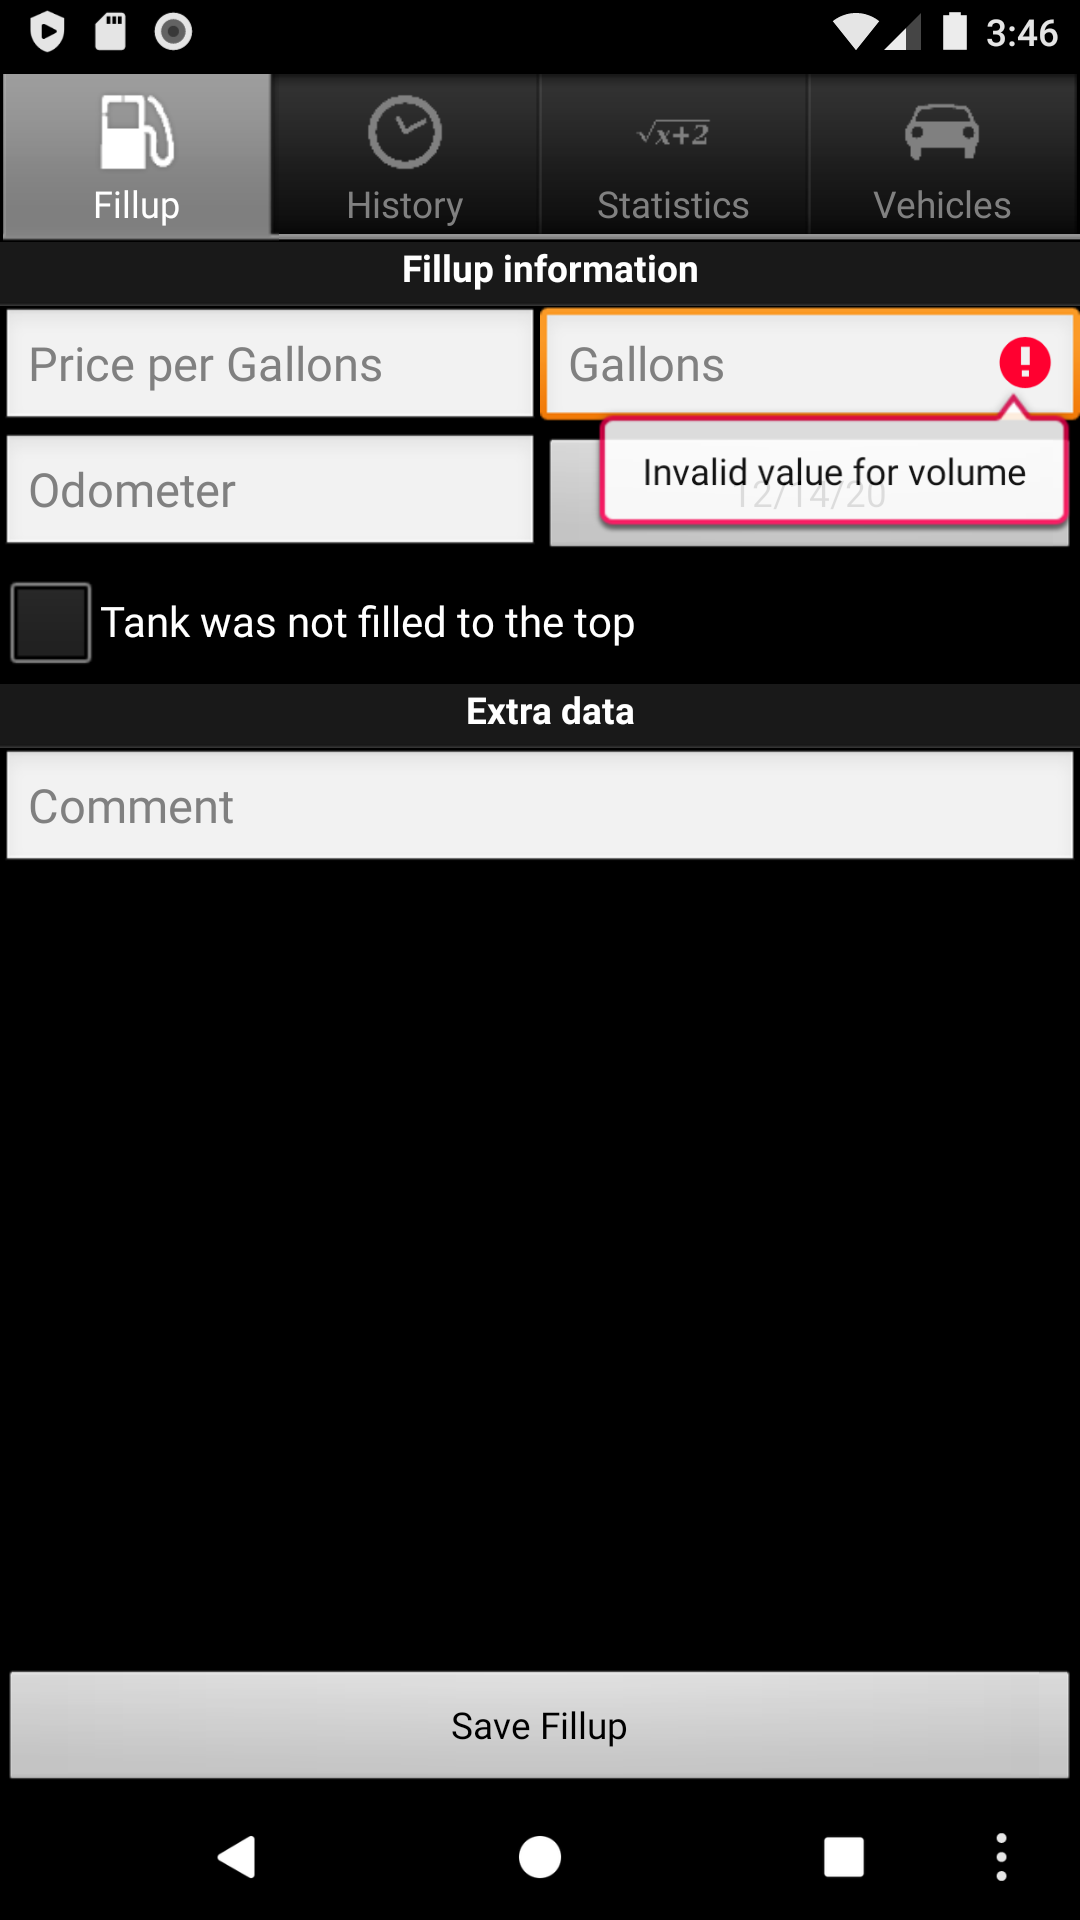 3:46
Fillup
History
√x+2
Statistics
Vehicles
Fillup information
Price per Gallons
Gallons
Invalid value for volume
Odometer
12/14/20
Tank was not filled to the top
Extra data
Comment
Save Fillup